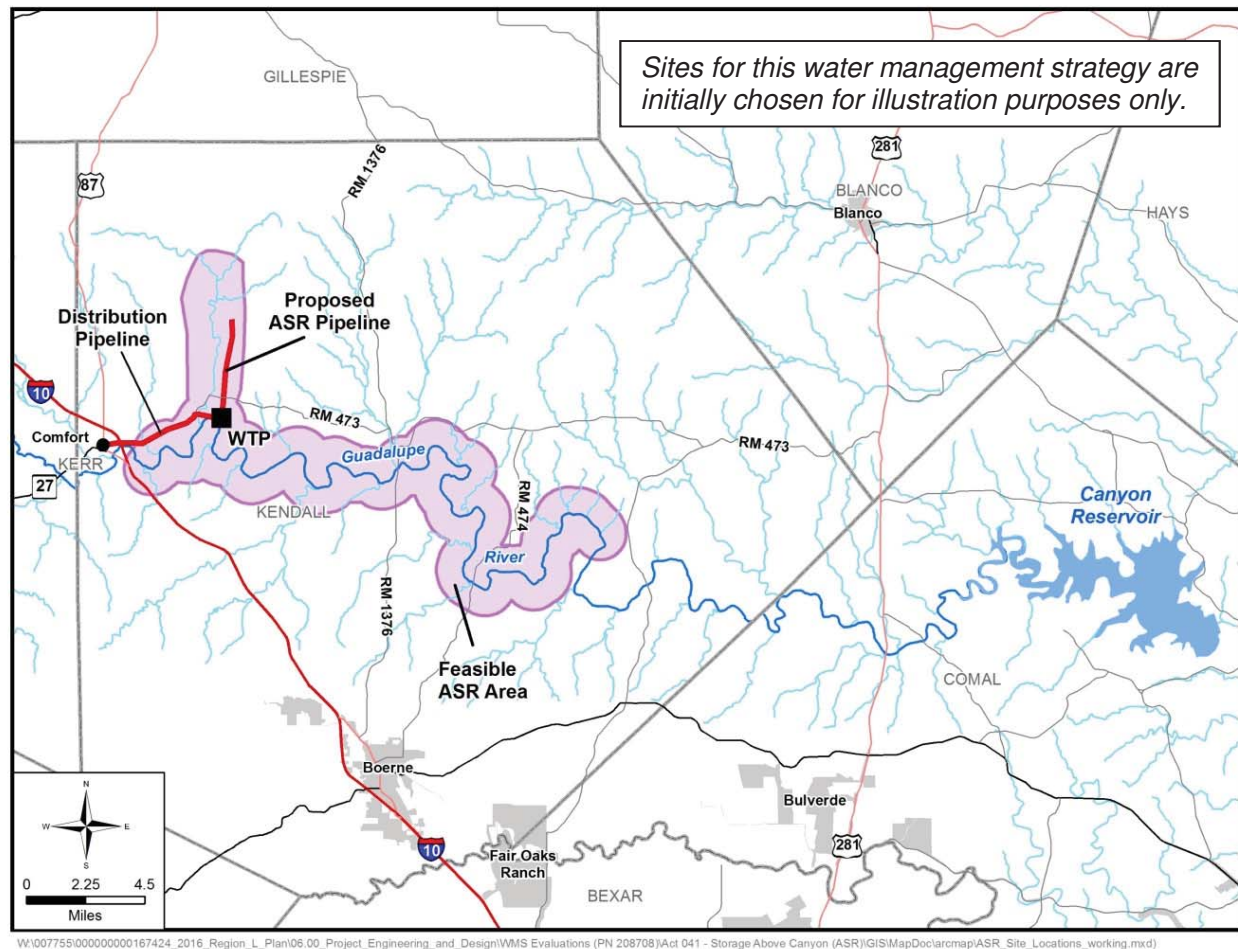 Sites for this water management strategy are
initially chosen for illustration purposes only.
GILLESPIE
RM 1376
87
281
BLANCO
Blanco
HAYS
Proposed
ASR Pipeline
Distribution
Pipeline
10
RM 473
Comfort
WTP
RM 473
KERR
Guadalupe
27
KENDALL
RM 474
Canyon
Reservoir
River
RM 1376
Feasible
ASR Area
COMAL
Boerne
Bulverde
N
W
E
S
10
281
Fair Oaks
Ranch
0 2.25 4.5
Miles
BEXAR
W:\007755\000000000167424_2016_Region_L_Plan\06.00_Project_Engineering_and_Design\WMS Evaluations (PN 208708)\Act 041 - Storage Above Canyon (ASR)\GIS\MapDoc\arcmap\ASR_Site_Locations_working.mxd)